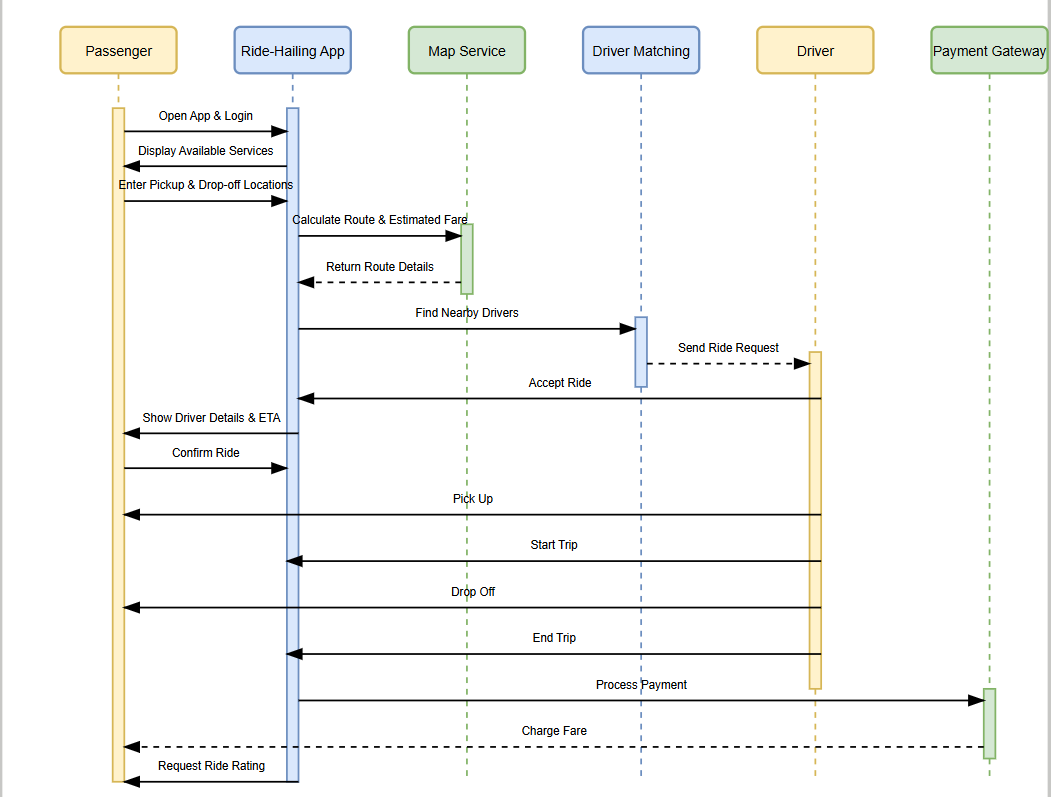 Passenger
Ride-Hailing App
Map Service
Driver Matching
Driver
Payment Gateway
Open App & Login
Display Available Services
Enter Pickup & Drop-off Locations
Calculate Route & Estimated Fare
Return Route Details
Find Nearby Drivers
Send Ride Request
Accept Ride
Show Driver Details & ETA
Confirm Ride
Pick Up
Start Trip
Drop Off
End Trip
Process Payment
Charge Fare
Request Ride Rating